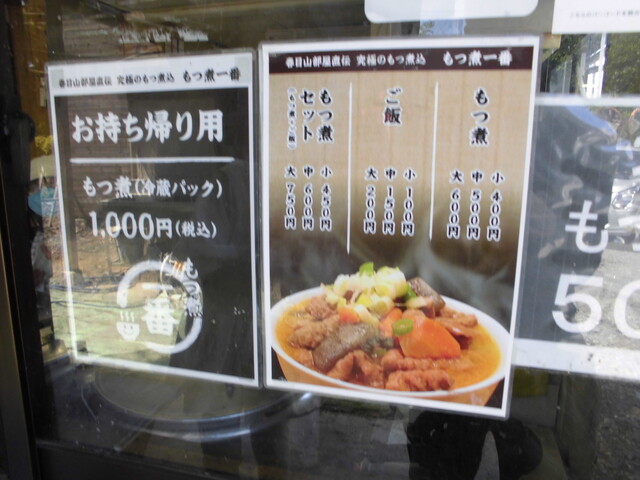 春日山部屋直伝 究極のもつ煮込 もつ煮一番
お持ち帰り用
もつ煮(冷蔵パック)
1,000円(税込)
もつ煮
一番
春日山部屋直伝 究極のもつ煮込 もつ煮一番
もつ煮
小 400円
中 500円
大 600円
ご飯
小 100円
中 150円
大 200円
もつ煮
セット
(もつ煮+ご飯)
小 450円
中 600円
大 750円
も
50